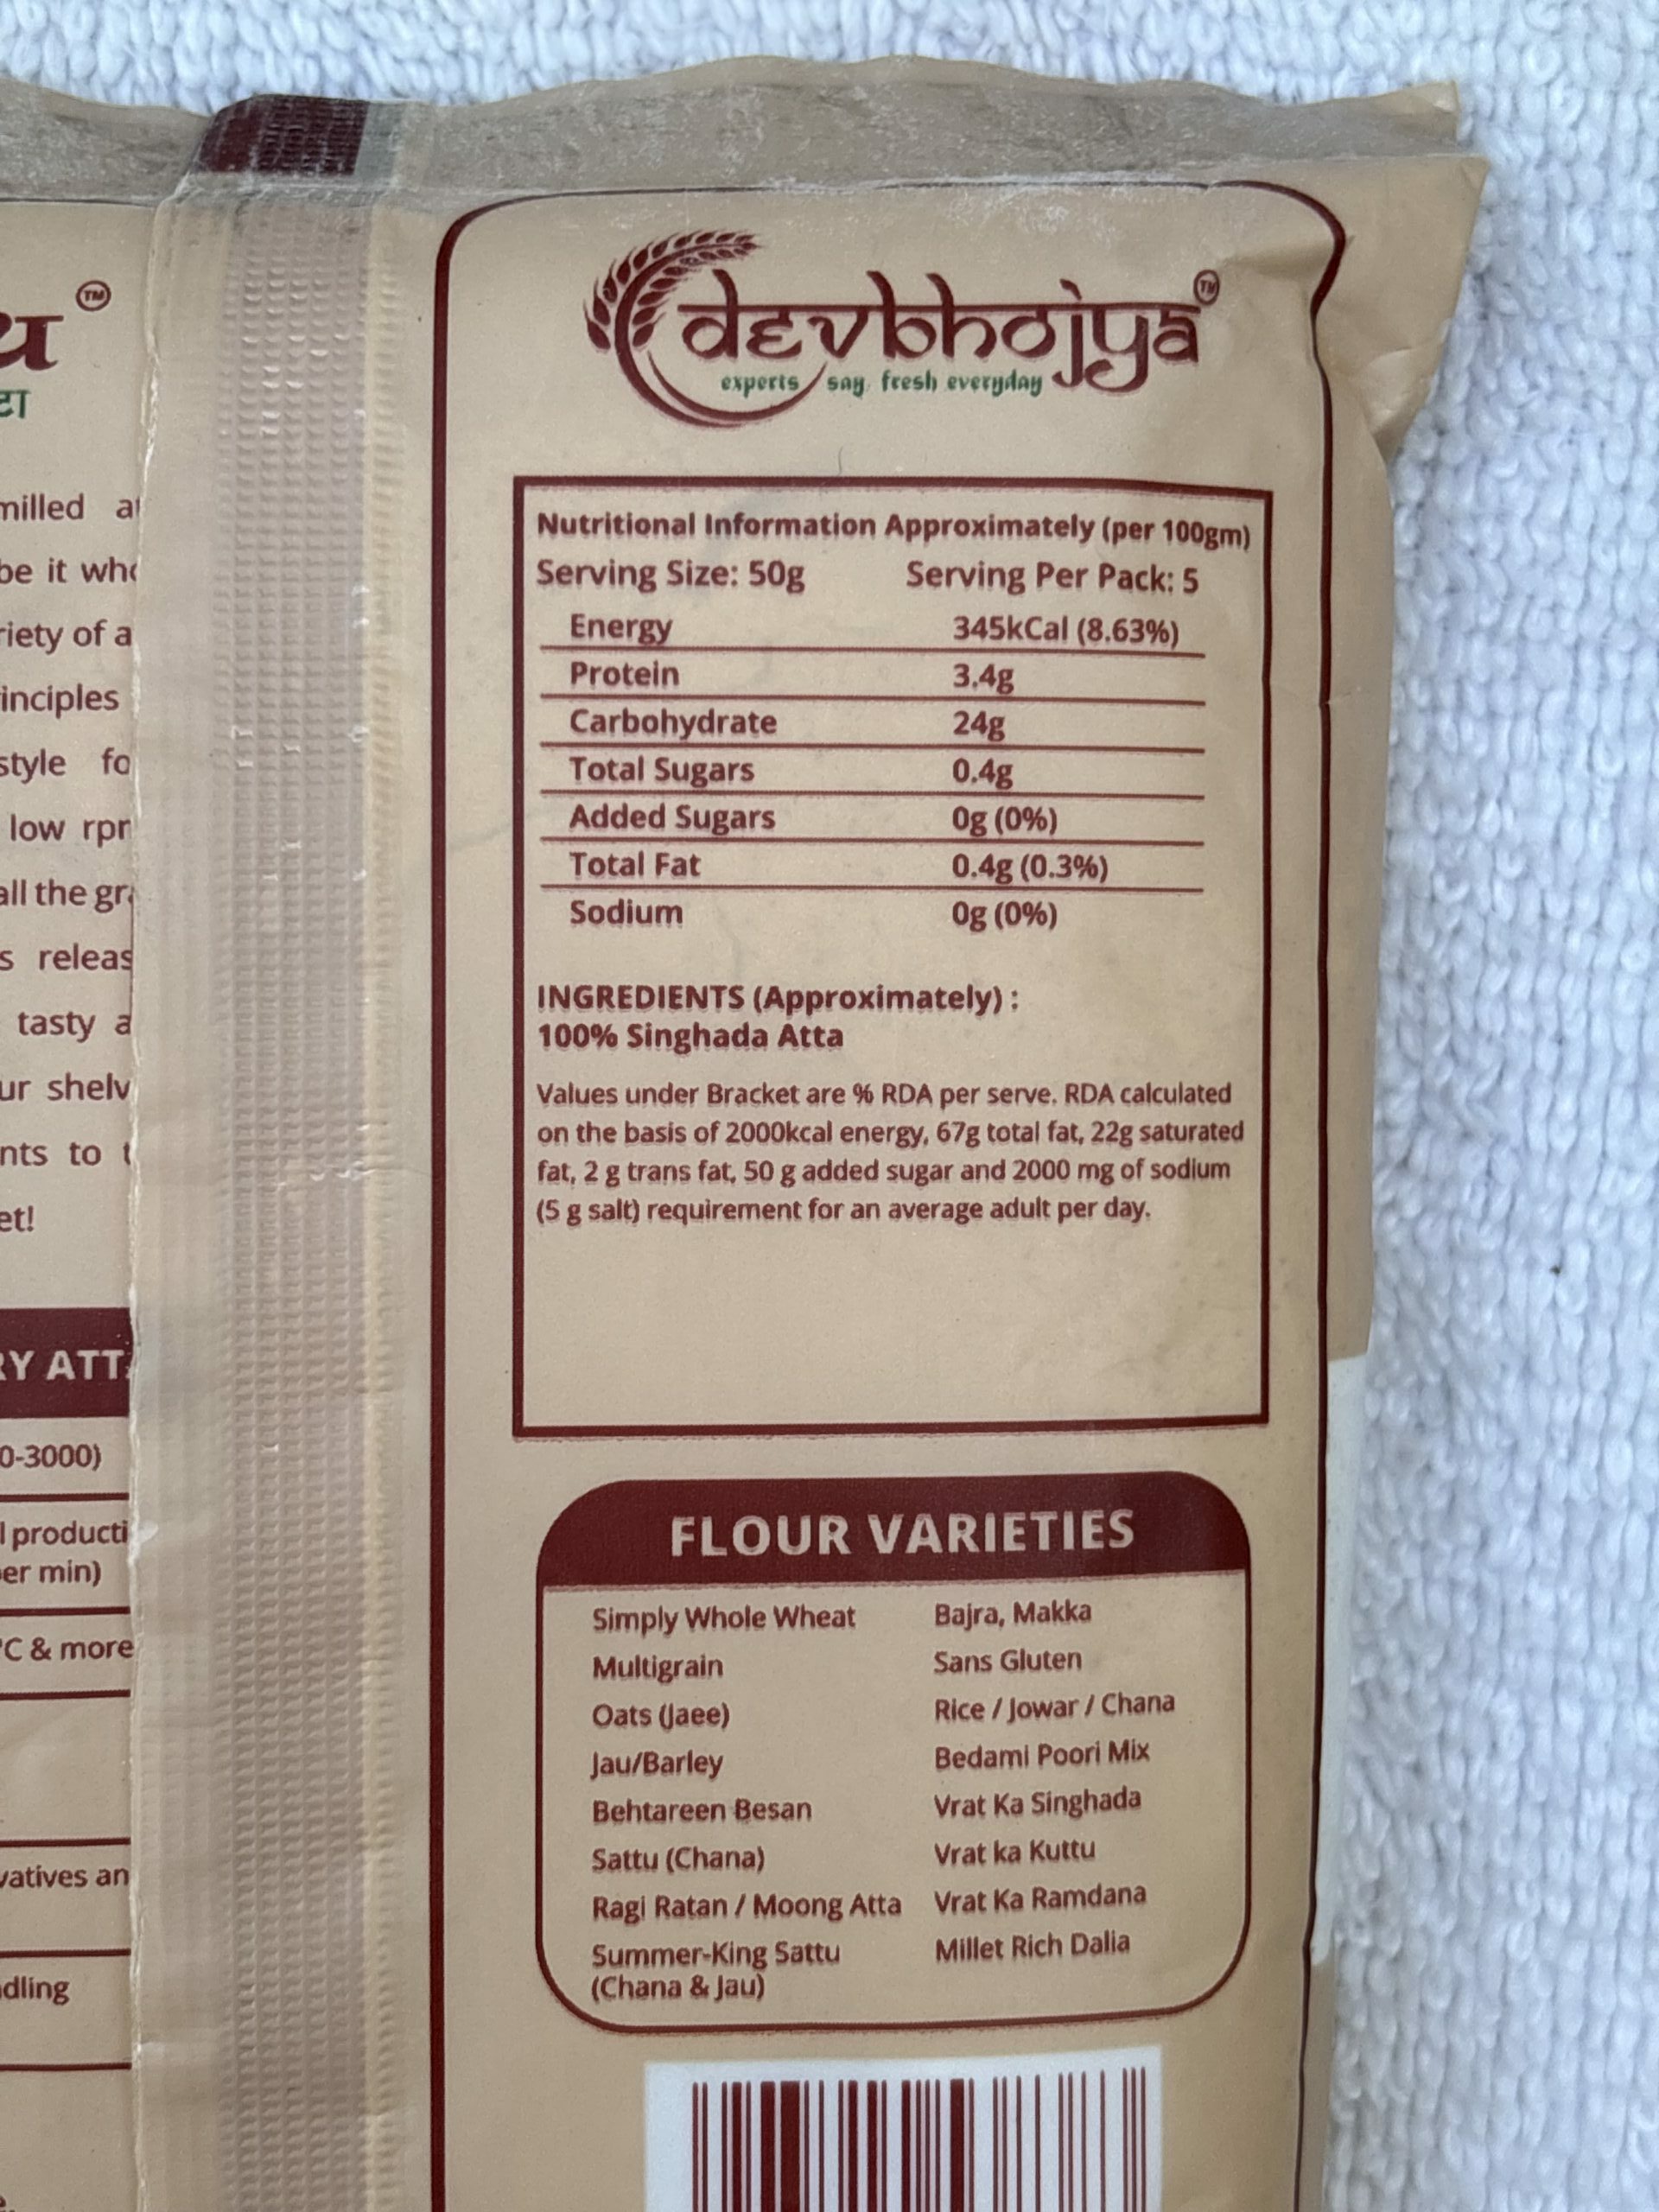 TM
टा
milled
be it
riety of a
rinciples
style fo
low
all the
s releas
tasty a
ur shelv
nts to t
et!
RY ATTA
0-3000)
l producti
er min)
°C & more
vatives an
dling
devbhojya TM
experts say fresh everyday
Nutritional Information Approximately (per 100gm)
Serving Size: 50g Serving Per Pack: 5
Energy 345kCal (8.63%)
Protein 3.4g
Carbohydrate 24g
Total Sugars 0.4g
Added Sugars 0g (0%)
Total Fat 0.4g (0.3%)
Sodium 0g (0%)
INGREDIENTS (Approximately) :
100% Singhada Atta
Values under Bracket are % RDA per serve. RDA calculated
on the basis of 2000kcal energy, 67g total fat, 22g saturated
fat, 2 g trans fat, 50 g added sugar and 2000 mg of sodium
(5 g salt) requirement for an average adult per day.
FLOUR VARIETIES
Simply Whole Wheat Bajra, Makka
Multigrain Sans Gluten
Oats (Jaee) Rice / Jowar / Chana
Jau/Barley Bedami Poori Mix
Behtareen Besan Vrat Ka Singhada
Sattu (Chana) Vrat ka Kuttu
Ragi Ratan / Moong Atta Vrat Ka Ramdana
Summer-King Sattu Millet Rich Dalia
(Chana & Jau)